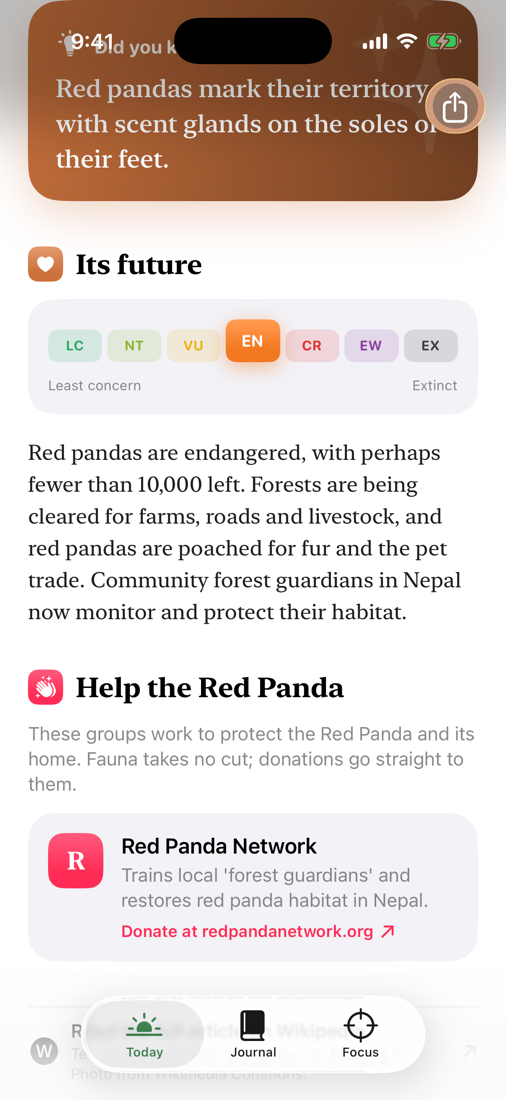 9:41
Did you k
Red pandas mark their territory
with scent glands on the soles of
their feet.
Its future
LC NT VU EN CR EW EX
Least concern Extinct
Red pandas are endangered, with perhaps
fewer than 10,000 left. Forests are being
cleared for farms, roads and livestock, and
red pandas are poached for fur and the pet
trade. Community forest guardians in Nepal
now monitor and protect their habitat.
Help the Red Panda
These groups work to protect the Red Panda and its
home. Fauna takes no cut; donations go straight to
them.
R
Red Panda Network
Trains local 'forest guardians' and
restores red panda habitat in Nepal.
Donate at redpandanetwork.org
W
Photo from Wikimedia Commons.
Today Journal Focus